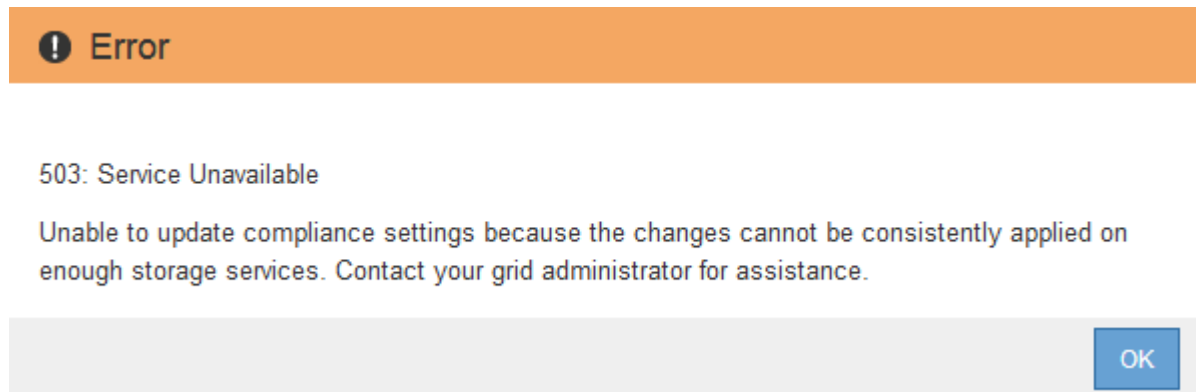 Error
503: Service Unavailable
Unable to update compliance settings because the changes cannot be consistently applied on
enough storage services. Contact your grid administrator for assistance.
OK